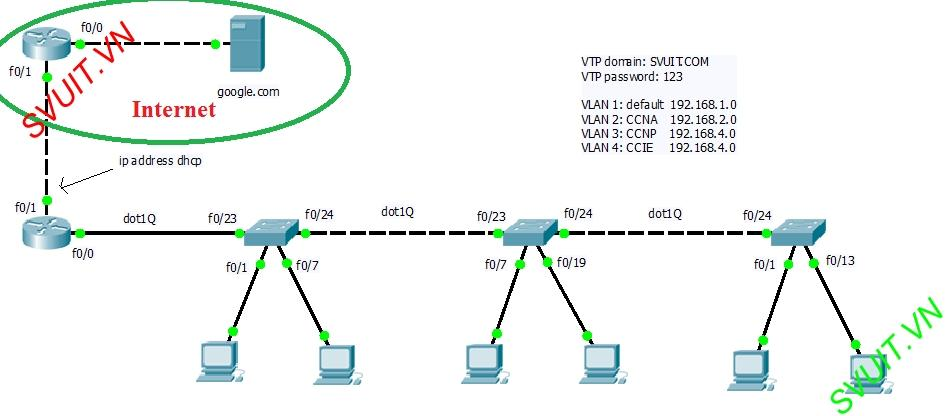 f0/0
f0/1
google.com
SVUIT.VN
Internet
VTP domain: SVUIT.COM
VTP password: 123
VLAN 1: default 192.168.1.0
VLAN 2: CCNA 192.168.2.0
VLAN 3: CCNP 192.168.4.0
VLAN 4: CCIE 192.168.4.0
ip address dhcp
f0/1
dot1Q
f0/23
f0/24
dot1Q
f0/23
f0/24
dot1Q
f0/24
f0/0
f0/1
f0/7
f0/7
f0/19
f0/1
f0/13
SVUIT.VN